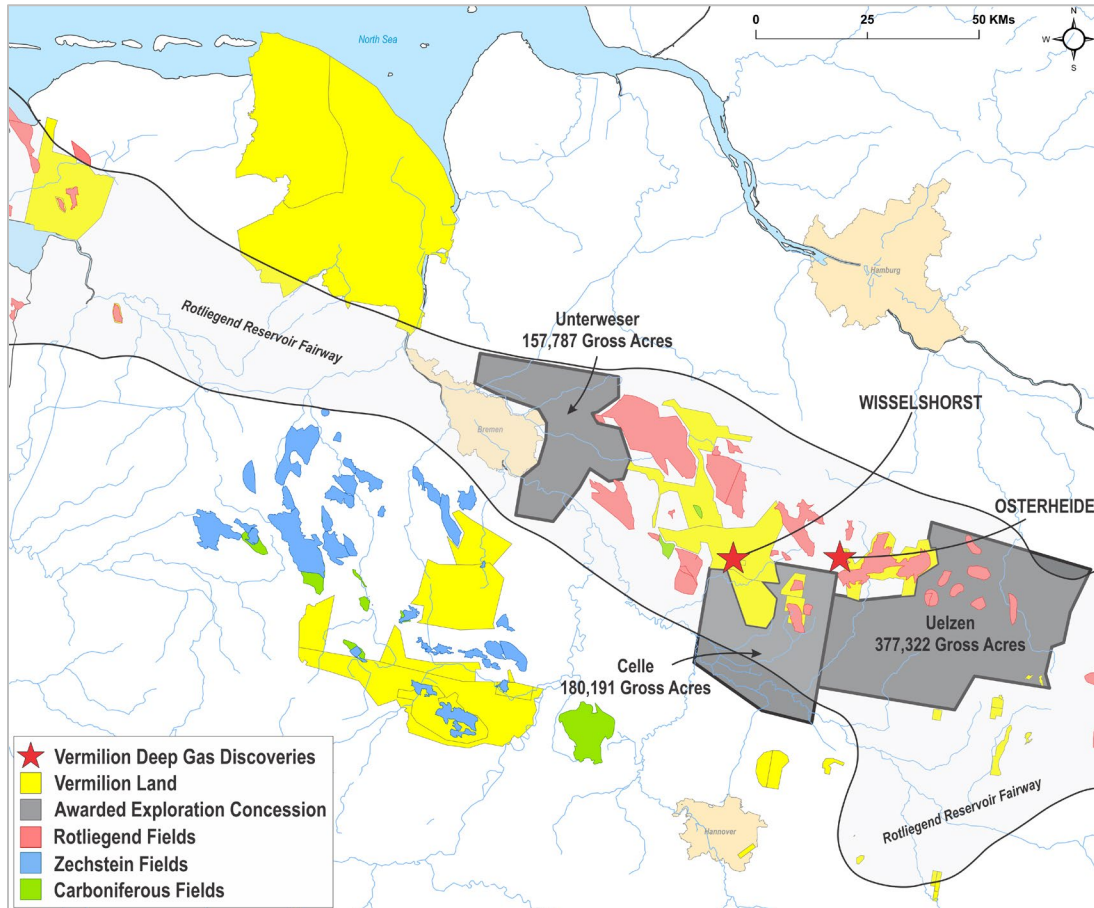 0 25 50 KMs
N
W E
S
North Sea
Hamburg
Rotliegend Reservoir Fairway
Unterweser
157,787 Gross Acres
WISSELSHORST
Bremen
OSTERHEIDE
Uelzen
377,322 Gross Acres
Celle
180,191 Gross Acres
Vermilion Deep Gas Discoveries
Vermilion Land
Awarded Exploration Concession
Rotliegend Fields
Zechstein Fields
Carboniferous Fields
Hannover
Rotliegend Reservoir Fairway